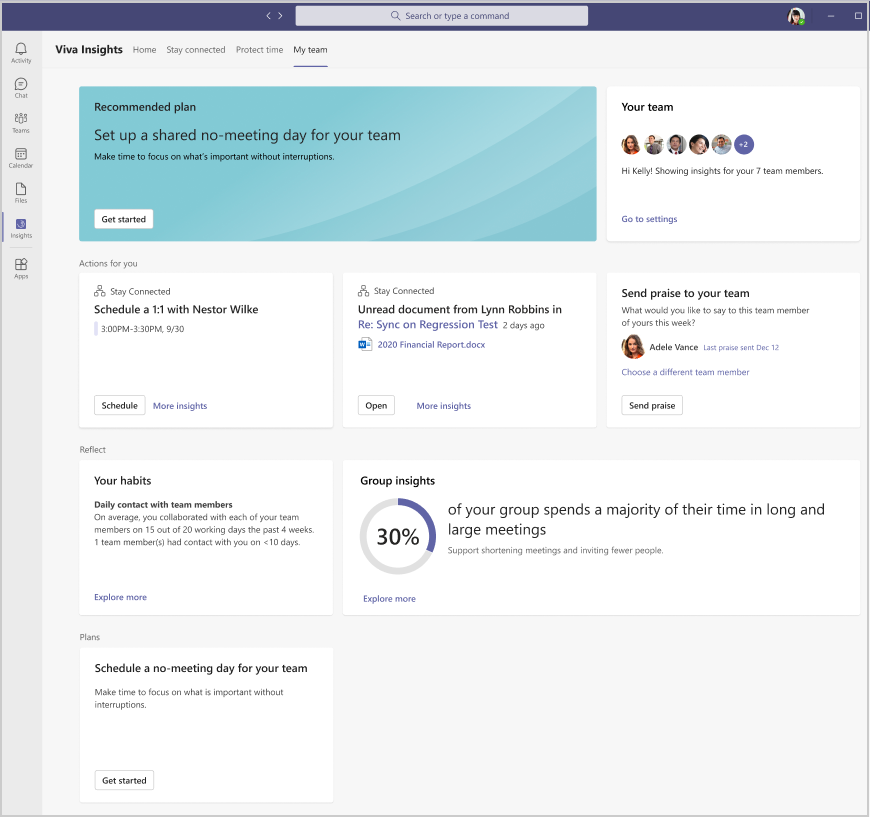 Search or type a command
Activity
Chat
Teams
Calendar
Files
Insights
Apps
Viva Insights Home Stay connected Protect time My team
Recommended plan
Set up a shared no-meeting day for your team
Make time to focus on what's important without interruptions.
Get started
Your team
+2
Hi Kelly! Showing insights for your 7 team members.
Go to settings
Actions for you
Stay Connected
Schedule a 1:1 with Nestor Wilke
3:00PM-3:30PM, 9/30
Schedule More insights
Stay Connected
Unread document from Lynn Robbins in
Re: Sync on Regression Test 2 days ago
2020 Financial Report.docx
Open More insights
Send praise to your team
What would you like to say to this team member
of yours this week?
Adele Vance Last praise sent Dec 12
Choose a different team member
Send praise
Reflect
Your habits
Daily contact with team members
On average, you collaborated with each of your team
members on 15 out of 20 working days the past 4 weeks.
1 team member(s) had contact with you on <10 days.
Explore more
Group insights
30%
of your group spends a majority of their time in long and
large meetings
Support shortening meetings and inviting fewer people.
Explore more
Plans
Schedule a no-meeting day for your team
Make time to focus on what is important without
interruptions.
Get started